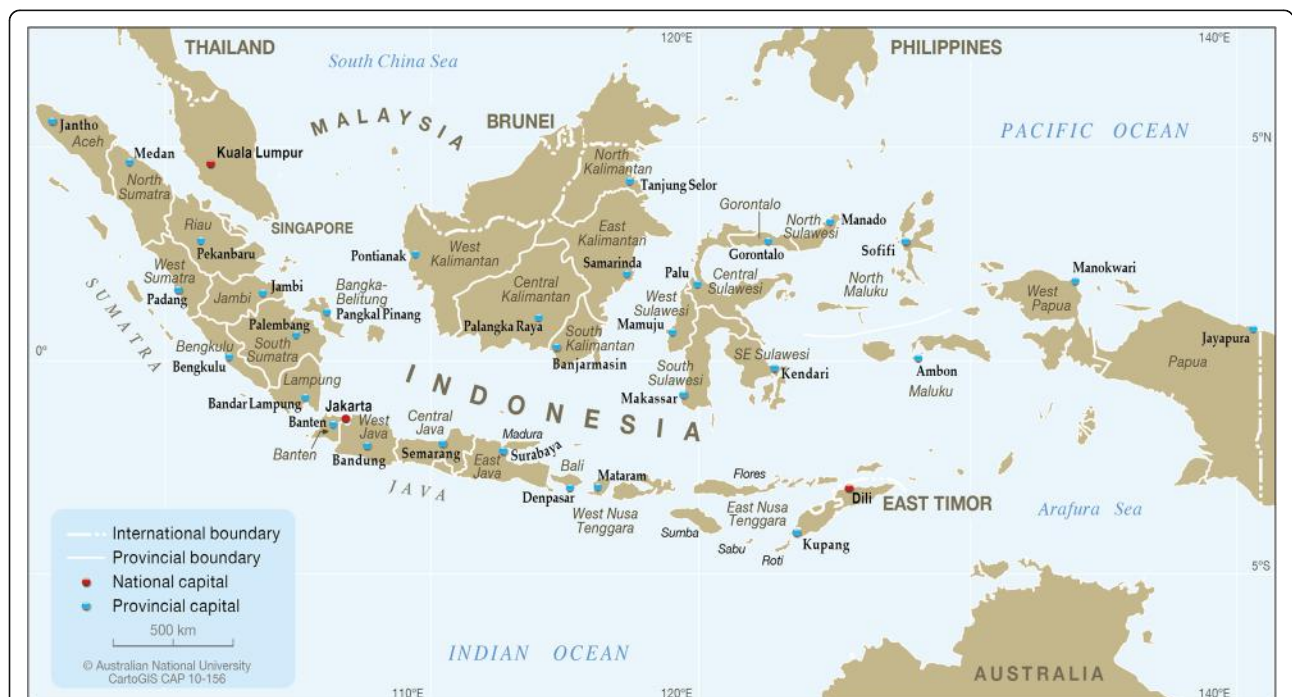 THAILAND
120°E
PHILIPPINES
140°E
South China Sea
MALAYSIA
BRUNEI
PACIFIC OCEAN
5°N
Jantho
Aceh
Medan
Kuala Lumpur
North
Sumatra
North
Kalimantan
Tanjung Selor
Riau
SINGAPORE
Pekanbaru
Gorontalo
North
Sulawesi
Manado
East
Kalimantan
Pontianak
West
Kalimantan
Gorontalo
Sofifi
West
Sumatra
Samarinda
Palu
Central
Sulawesi
North
Maluku
Manokwari
West
Papua
SUMATRA
Padang
Jambi
Jambi
Bangka-
Belitung
Pangkal Pinang
Central
Kalimantan
Palangka Raya
West
Sulawesi
Mamuju
Palembang
South
Sumatra
South
Kalimantan
Jayapura
0°
Bengkulu
Bengkulu
Banjarmasin
SE Sulawesi
South
Sulawesi
Kendari
Ambon
Maluku
Papua
Lampung
INDONESIA
Bandar Lampung
Makassar
Jakarta
Banten
West
Java
Central
Java
Madura
Banten
Bandung
Semarang
East
Java
Surabaya
JAVA
Bali
Mataram
Denpasar
West Nusa
Tenggara
Flores
East Nusa
Tenggara
Dili
EAST TIMOR
Arafura Sea
Sumba
Sabu
Roti
Kupang
5°S
International boundary
Provincial boundary
National capital
Provincial capital
500 km
© Australian National University
CartoGIS CAP 10-156
INDIAN OCEAN
AUSTRALIA
110°E
120°E
140°E